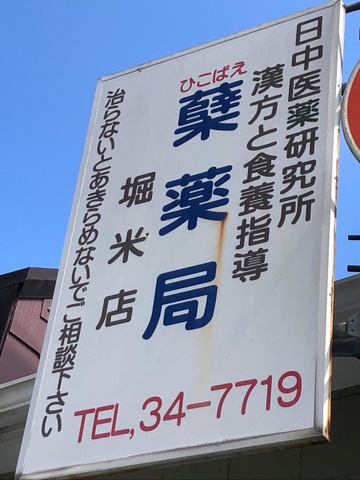 日中医薬研究所
漢方と食養指導
ひこばえ
蘖薬局
堀米店
治らないとあきらめないでご相談下さい
TEL,34-7719